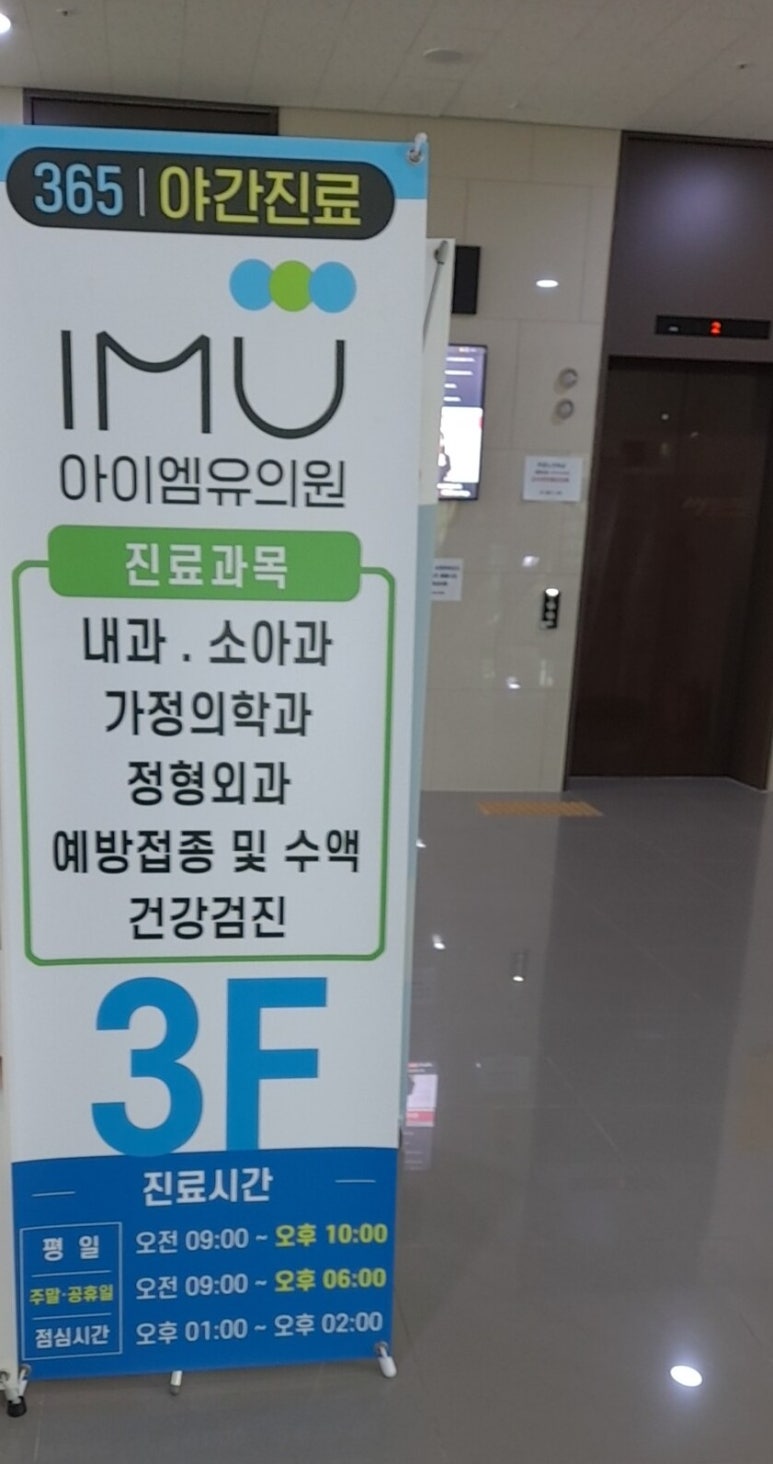 365 | 야간진료
IMU
아이엠유의원
진료과목
내과 . 소아과
가정의학과
정형외과
예방접종 및 수액
건강검진
3F
진료시간
평 일 오전 09:00 ~ 오후 10:00
주말·공휴일 오전 09:00 ~ 오후 06:00
점심시간 오후 01:00 ~ 오후 02:00
2